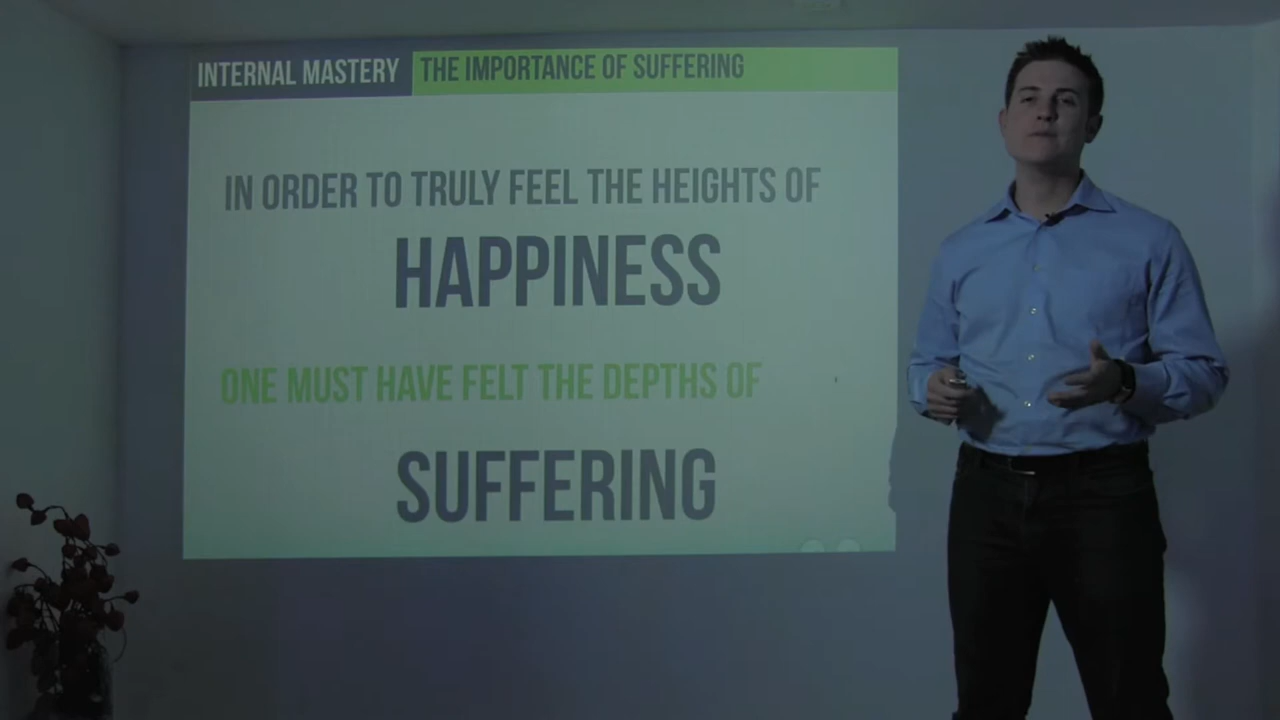 INTERNAL MASTERY THE IMPORTANCE OF SUFFERING
IN ORDER TO TRULY FEEL THE HEIGHTS OF
HAPPINESS
ONE MUST HAVE FELT THE DEPTHS OF
SUFFERING